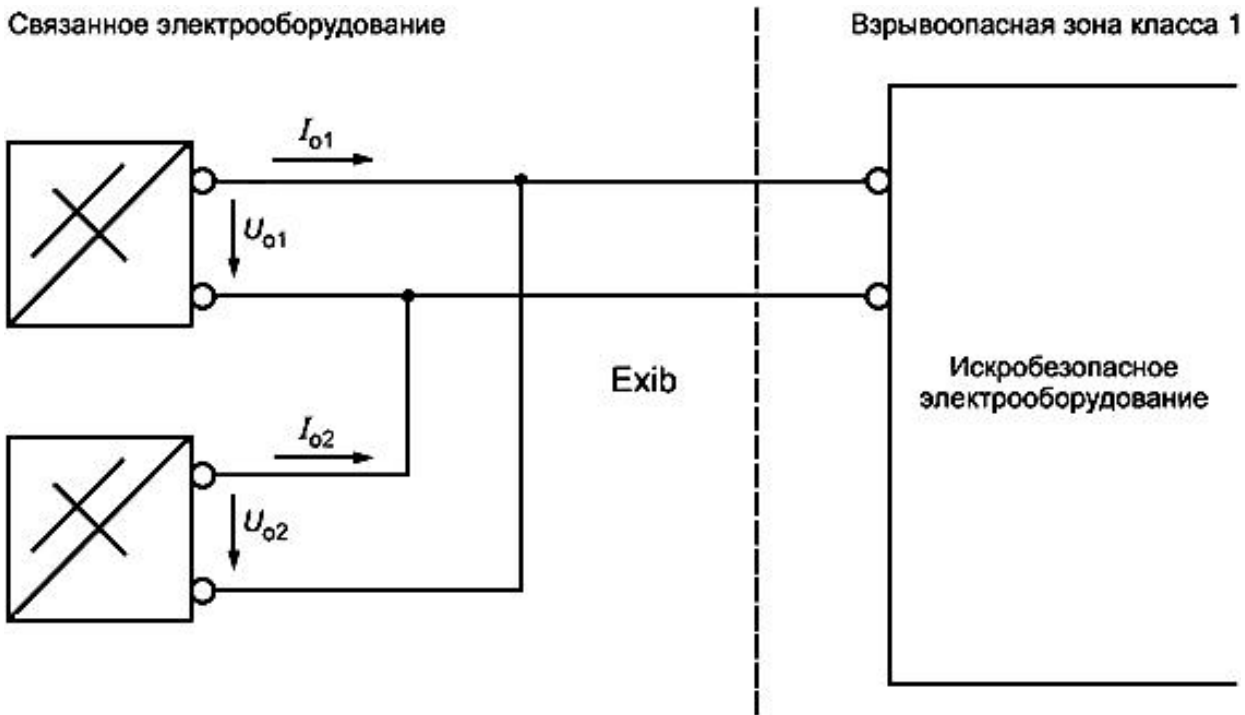 Связанное электрооборудование
Взрывоопасная зона класса 1
Io1
Uo1
Exib
Искробезопасное
электрооборудование
Io2
Uo2